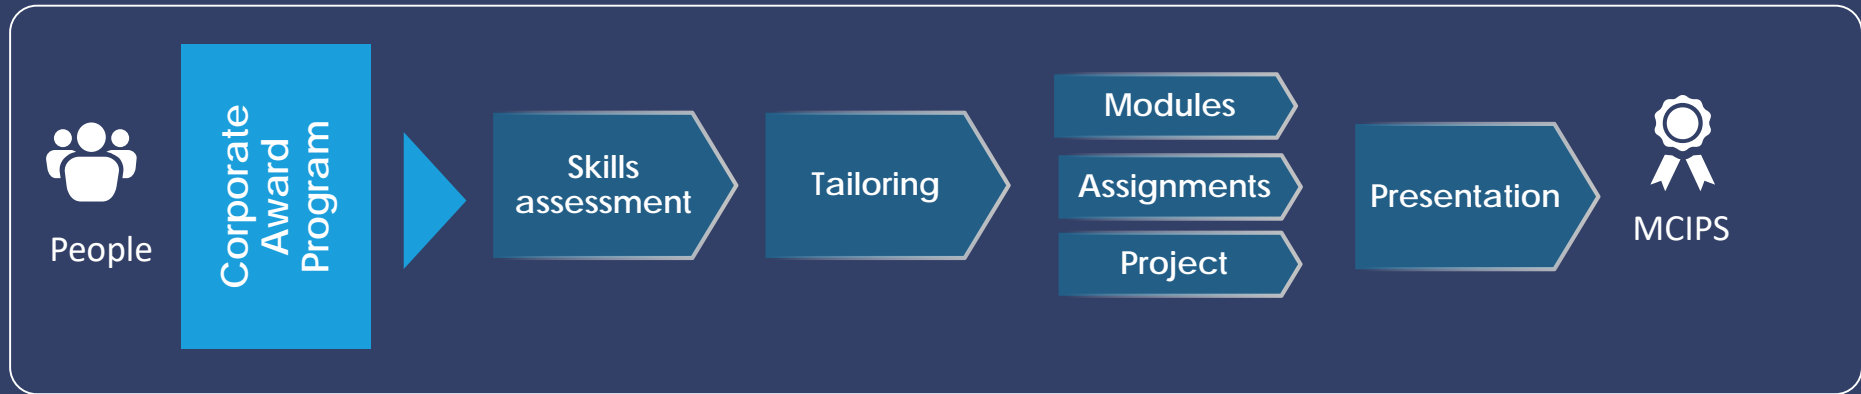 People
Corporate
Award
Program
Skills
assessment
Tailoring
Modules
Assignments
Project
Presentation
MCIPS